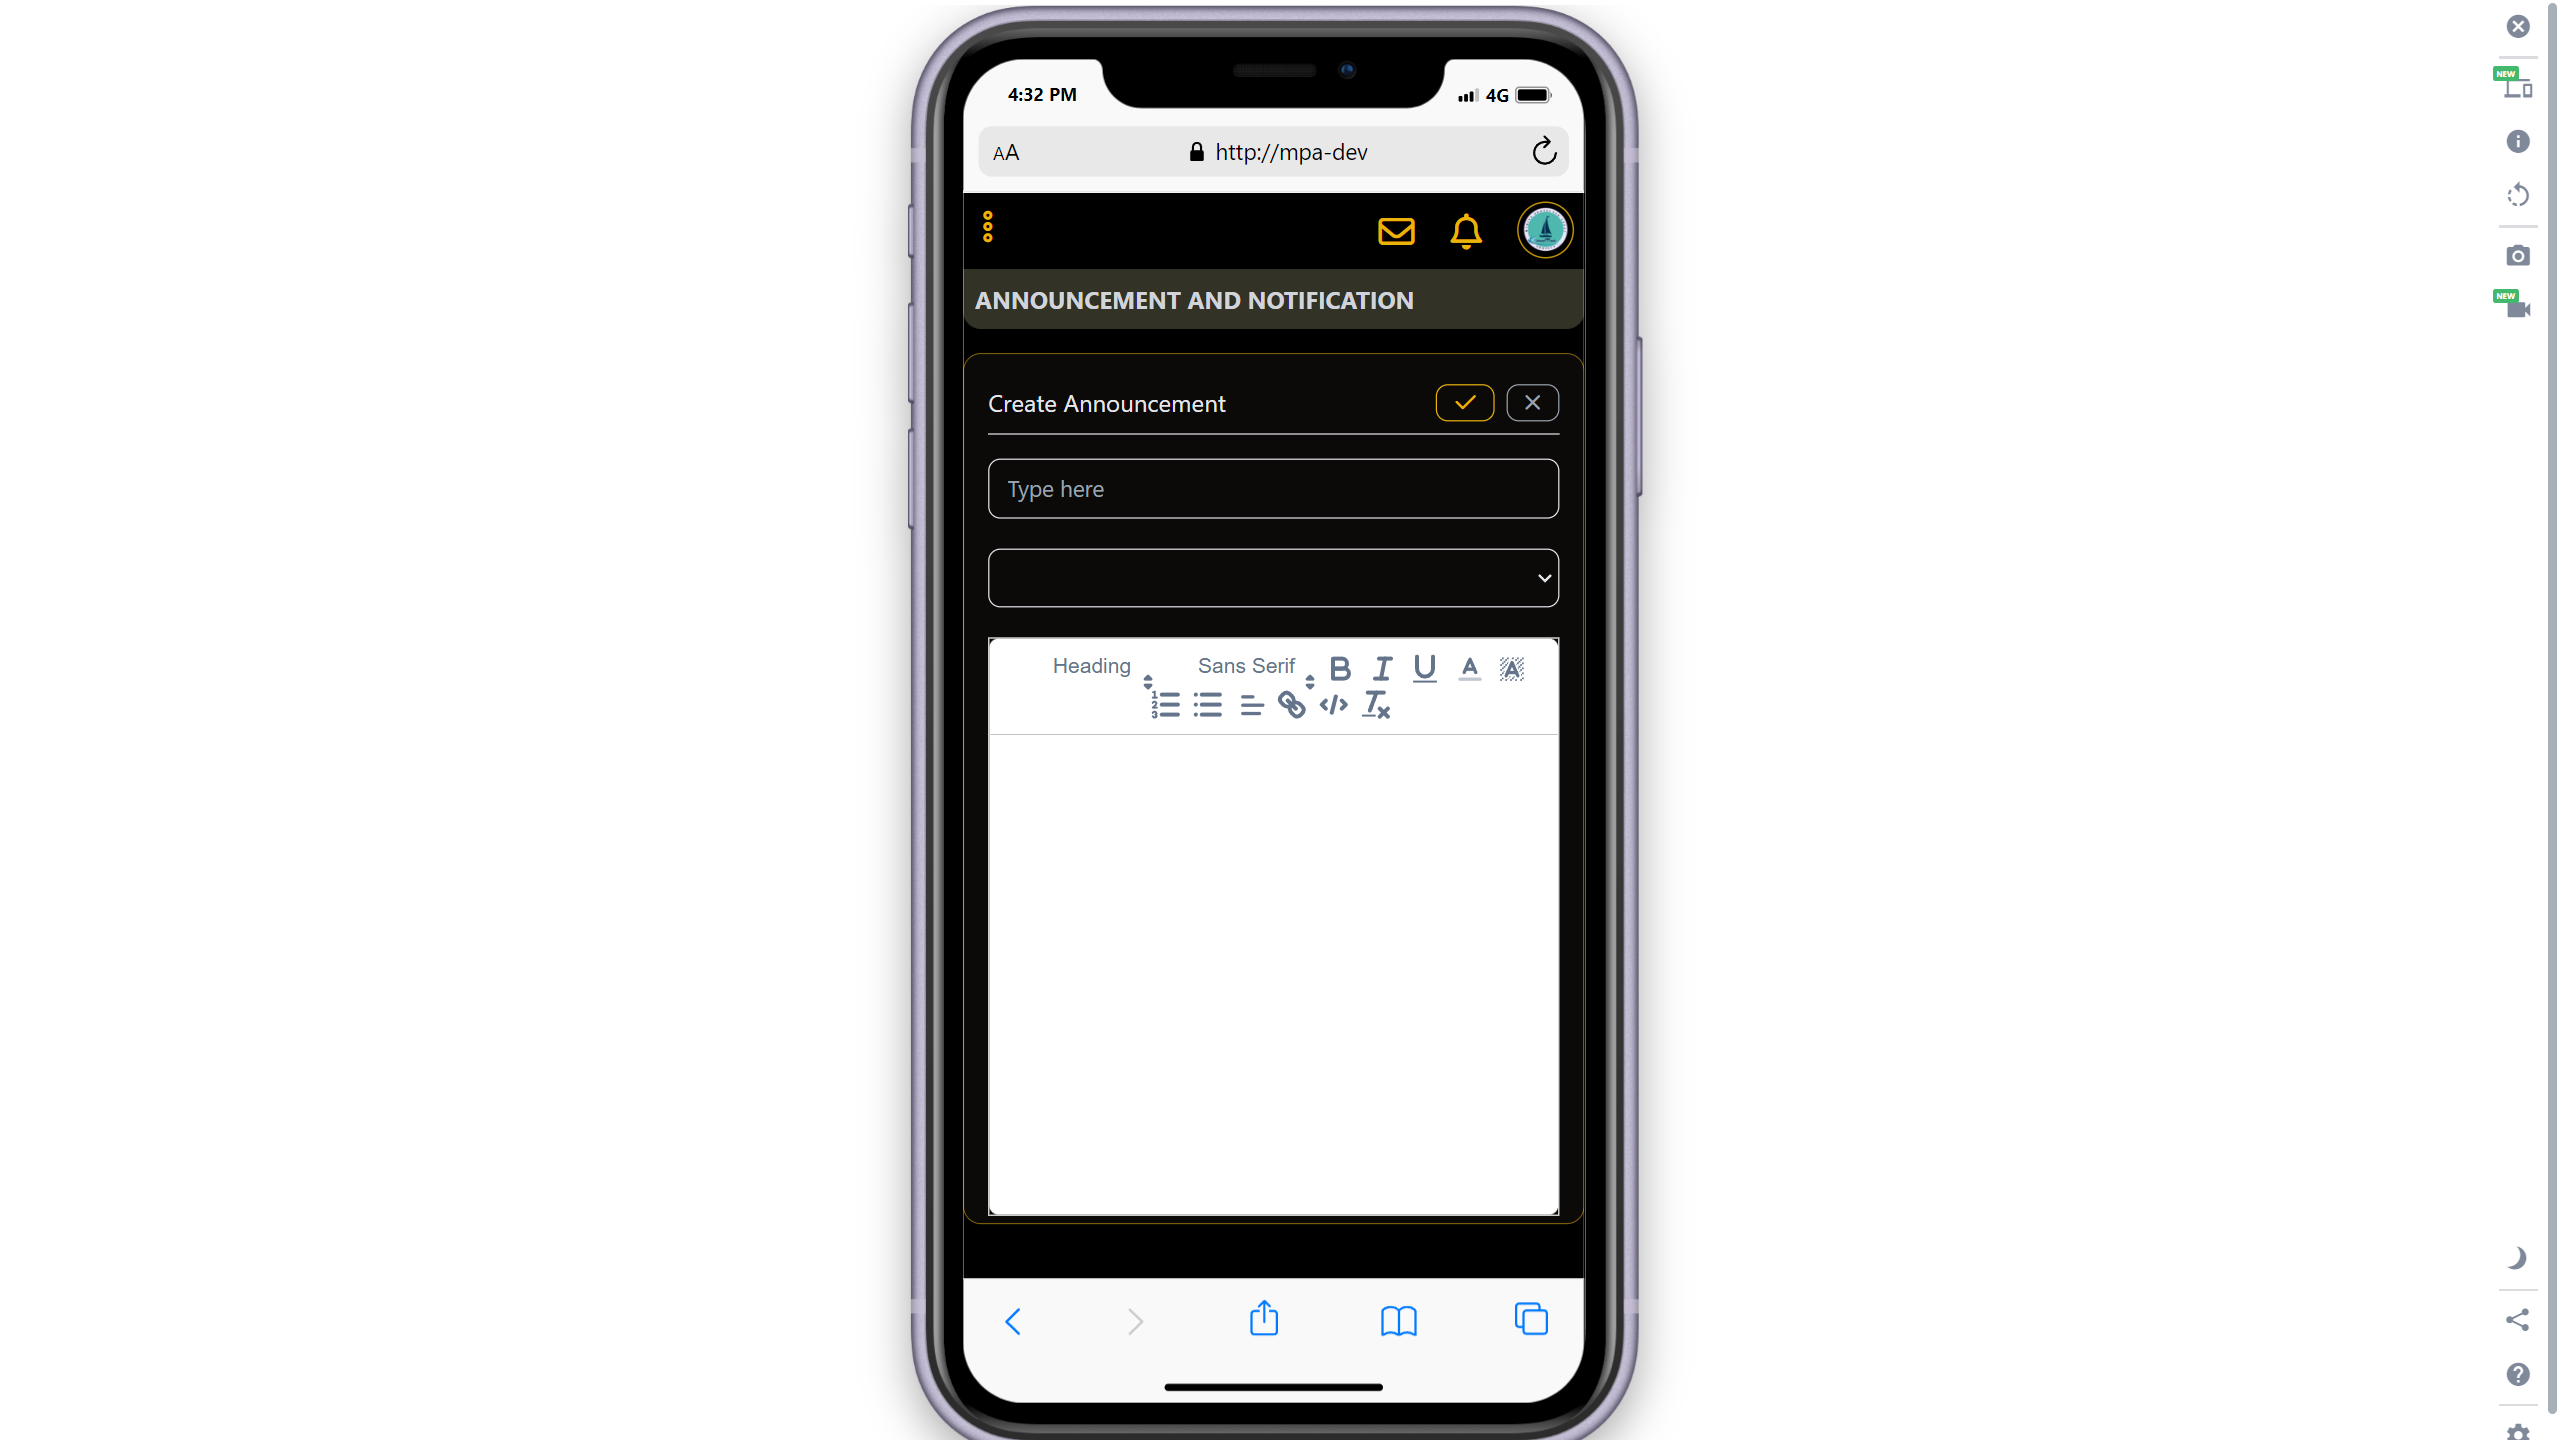 4:32 PM
4G
AA
http://mpa-dev
ANNOUNCEMENT AND NOTIFICATION
Create Announcement
Type here
Heading
Sans Serif
NEW
NEW